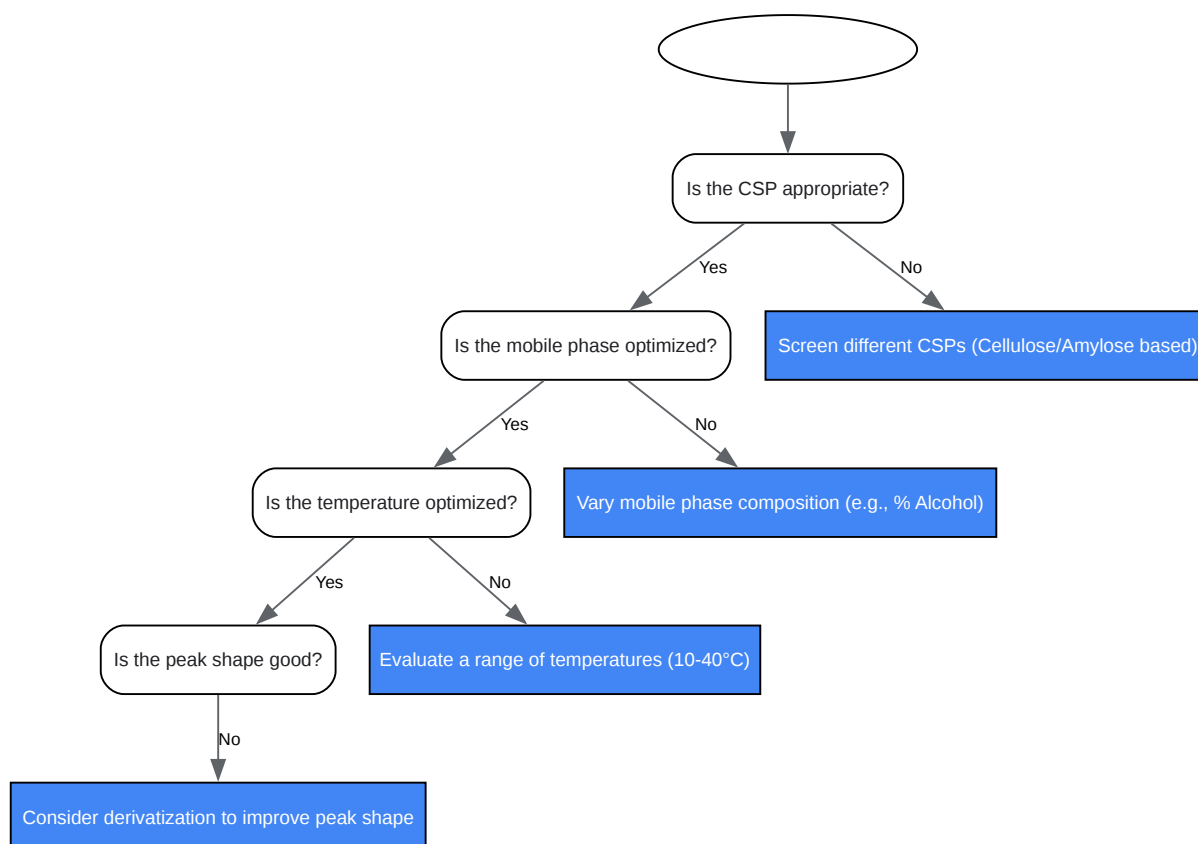 Is the CSP appropriate?
Yes
No
Is the mobile phase optimized?
Screen different CSPs (Cellulose/Amylose based)
Yes
No
Is the temperature optimized?
Vary mobile phase composition (e.g., % Alcohol)
Yes
No
Is the peak shape good?
Evaluate a range of temperatures (10-40°C)
No
Consider derivatization to improve peak shape